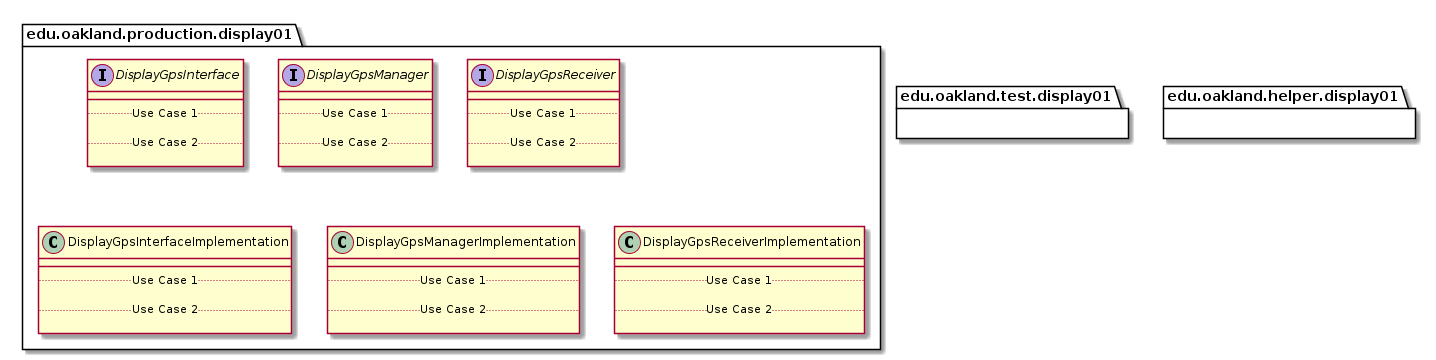 edu.oakland.production.display01
I DisplayGpsInterface
Use Case 1
Use Case 2
I DisplayGpsManager
Use Case 1
Use Case 2
I DisplayGpsReceiver
Use Case 1
Use Case 2
C DisplayGpsInterfaceImplementation
Use Case 1
Use Case 2
C DisplayGpsManagerImplementation
Use Case 1
Use Case 2
C DisplayGpsReceiverImplementation
Use Case 1
Use Case 2
edu.oakland.test.display01
edu.oakland.helper.display01